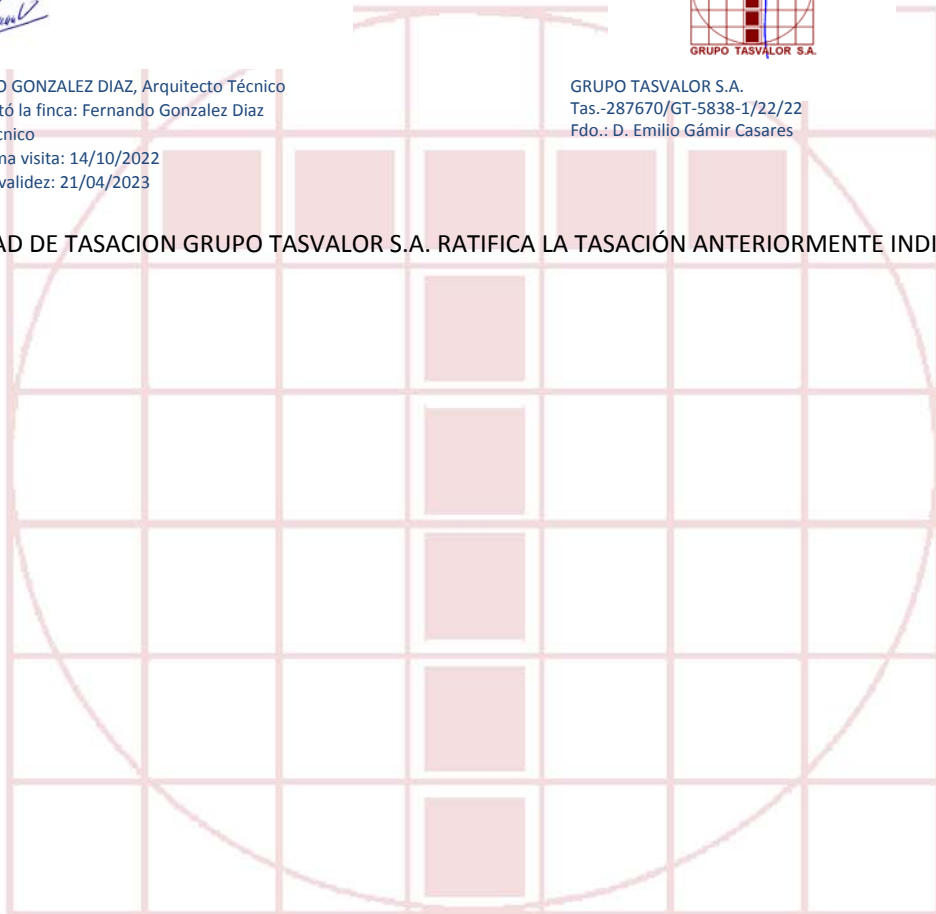 GRUPO TASVALOR S.A.
O GONZALEZ DIAZ, Arquitecto Técnico
tó la finca: Fernando Gonzalez Diaz
cnico
ma visita: 14/10/2022
validez: 21/04/2023
GRUPO TASVALOR S.A.
Tas.-287670/GT-5838-1/22/22
Fdo.: D. Emilio Gámir Casares
AD DE TASACION GRUPO TASVALOR S.A. RATIFICA LA TASACIÓN ANTERIORMENTE INDI